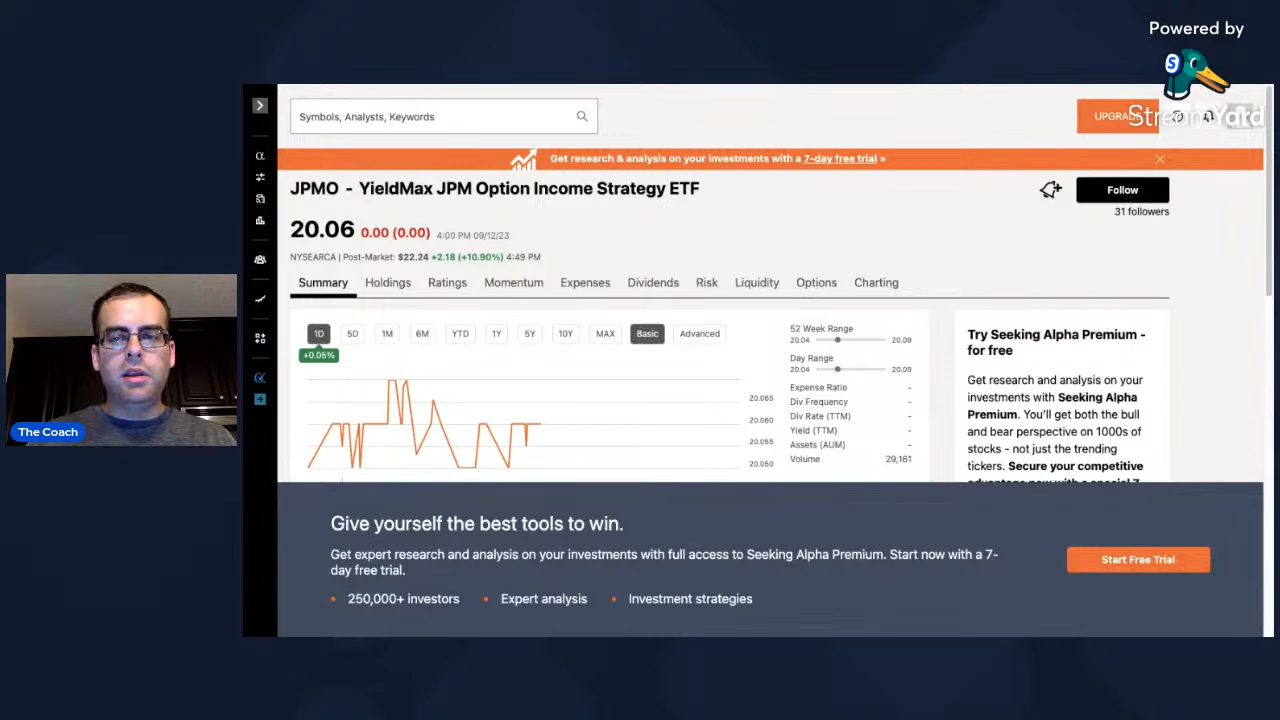 Powered by
StreamYard
S
Symbols, Analysts, Keywords
UPGRADE
Get research & analysis on your investments with a 7-day free trial »
JPMO - YieldMax JPM Option Income Strategy ETF
Follow
31 followers
20.06 0.00 (0.00) 4:00 PM 09/12/23
NYSEARCA | Post-Market: $22.24 +2.18 (+10.90%) 4:49 PM
Summary Holdings Ratings Momentum Expenses Dividends Risk Liquidity Options Charting
1D 5D 1M 6M YTD 1Y 5Y 10Y MAX Basic Advanced
+0.05%
20.065
20.060
20.055
20.050
52 Week Range
20.04 20.09
Day Range
20.04 20.09
Expense Ratio -
Div Frequency -
Div Rate (TTM) -
Yield (TTM) -
Assets (AUM) -
Volume 29,161
Try Seeking Alpha Premium -
for free
Get research and analysis on your
investments with Seeking Alpha
Premium. You'll get both the bull
and bear perspective on 1000s of
stocks - not just the trending
tickers. Secure your competitive
advantage now with a special 7-
The Coach
Give yourself the best tools to win.
Get expert research and analysis on your investments with full access to Seeking Alpha Premium. Start now with a 7-
day free trial.
• 250,000+ investors • Expert analysis • Investment strategies
Start Free Trial